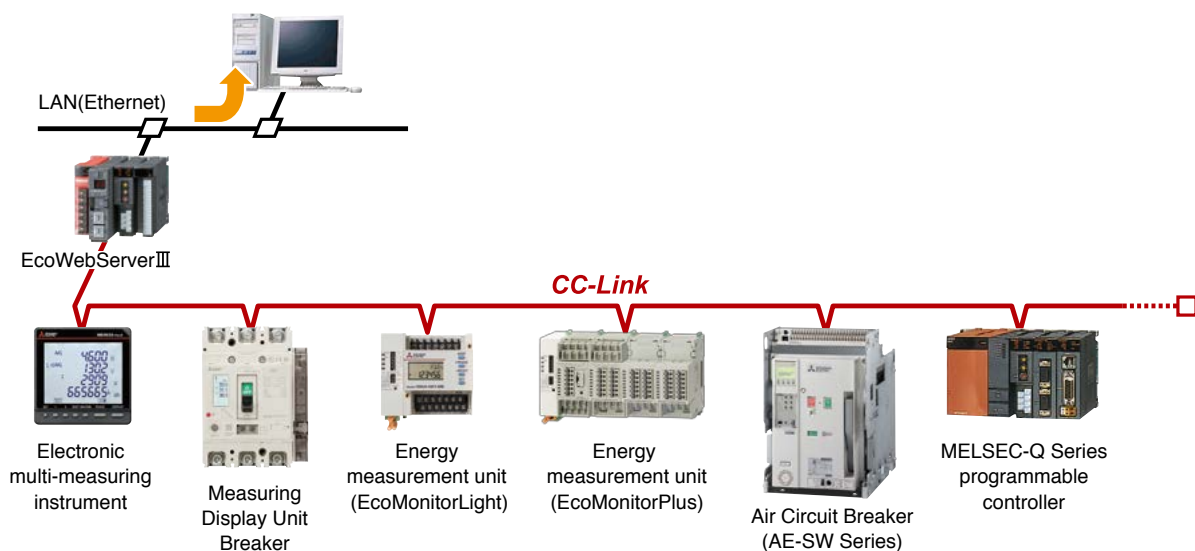 LAN(Ethernet)
EcoWebServerⅢ
CC-Link
Electronic
multi-measuring
instrument
Measuring
Display Unit
Breaker
Energy
measurement unit
(EcoMonitorLight)
Energy
measurement unit
(EcoMonitorPlus)
Air Circuit Breaker
(AE-SW Series)
MELSEC-Q Series
programmable
controller